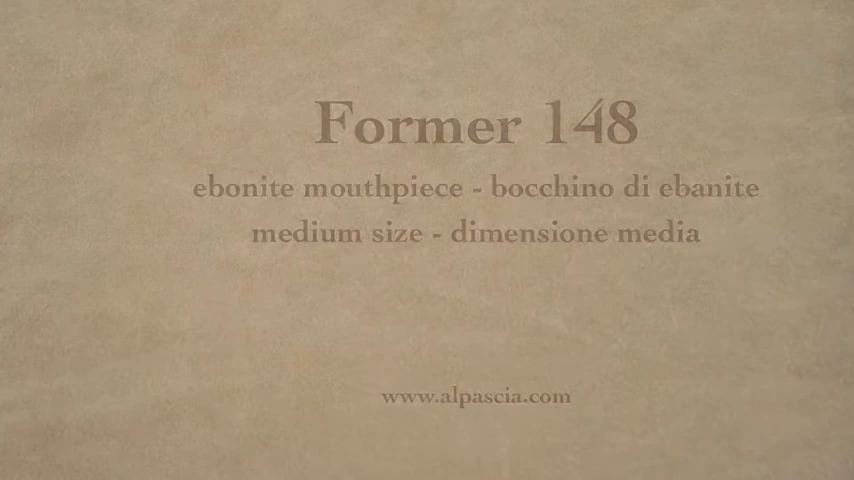 Former 148
ebonite mouthpiece - bocchino di ebanite
medium size - dimensione media
www.alpascia.com